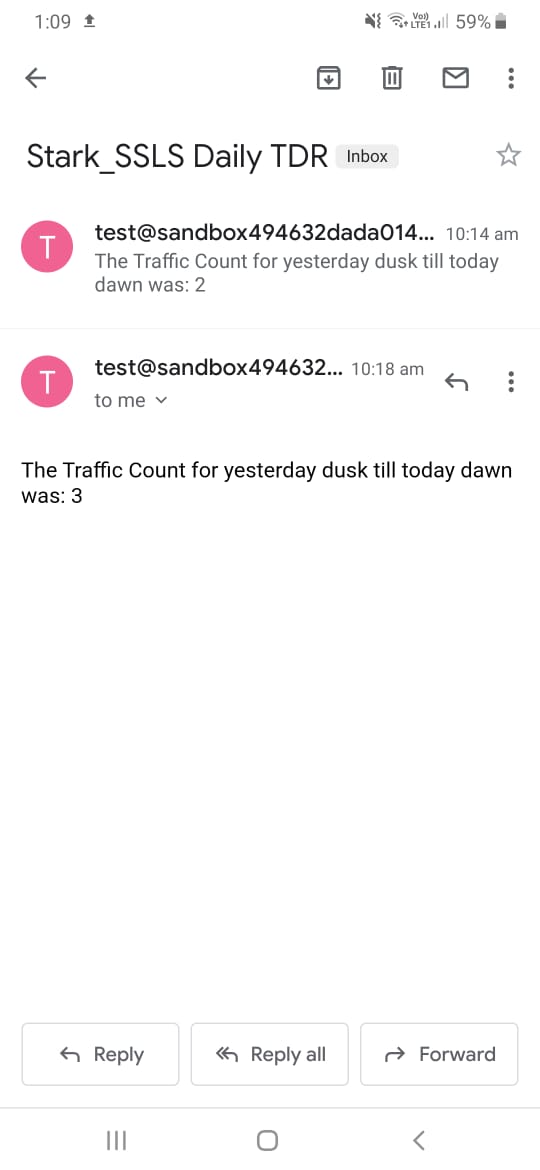 1:09 Vo)) LTE1 59%
Stark_SSLS Daily TDR Inbox
T test@sandbox494632dada014... 10:14 am
The Traffic Count for yesterday dusk till today
dawn was: 2
T test@sandbox494632... 10:18 am
to me
The Traffic Count for yesterday dusk till today dawn
was: 3
Reply Reply all Forward